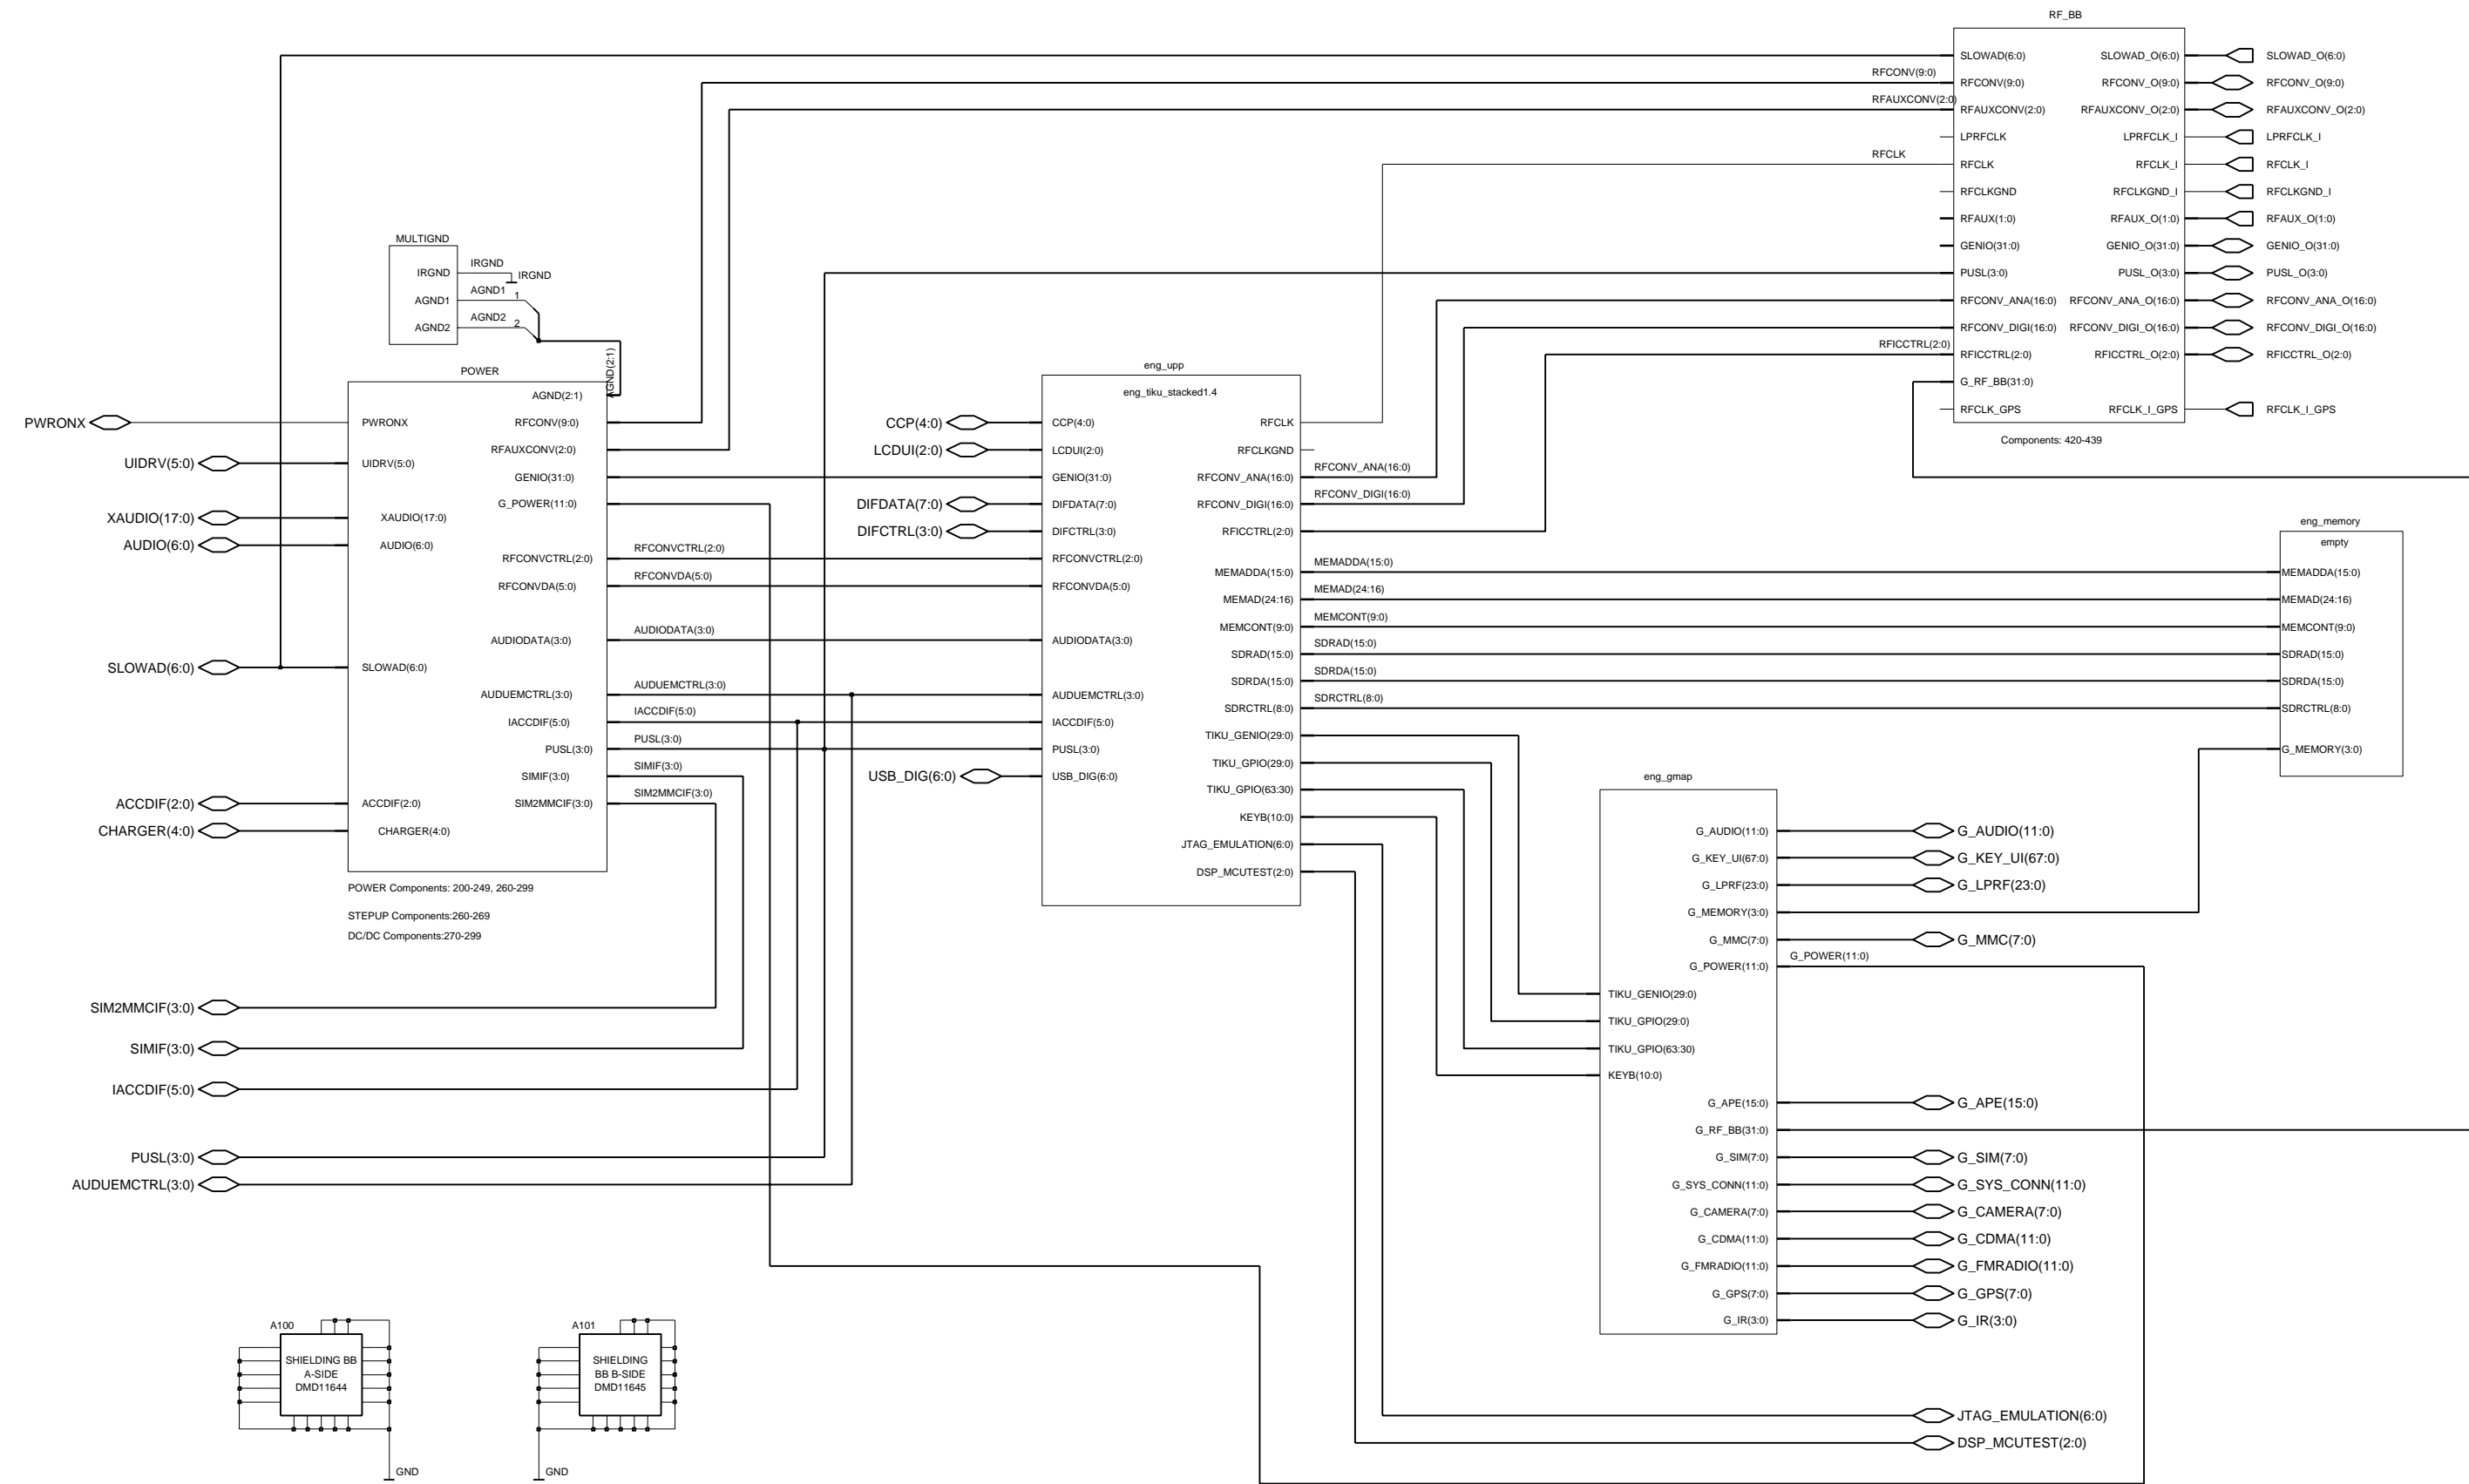 RF_BB
SLOWAD(6:0) SLOWAD_O(6:0) SLOWAD_O(6:0)
RFCONV(9:0) RFCONV(9:0) RFCONV_O(9:0) RFCONV_O(9:0)
RFAUXCONV(2:0) RFAUXCONV(2:0) RFAUXCONV_O(2:0) RFAUXCONV_O(2:0)
LPRFCLK LPRFCLK_I LPRFCLK_I
RFCLK RFCLK RFCLK_I RFCLK_I
RFCLKGND RFCLKGND_I RFCLKGND_I
RFAUX(1:0) RFAUX_O(1:0) RFAUX_O(1:0)
GENIO(31:0) GENIO_O(31:0) GENIO_O(31:0)
PUSL(3:0) PUSL_O(3:0) PUSL_O(3:0)
RFCONV_ANA(16:0) RFCONV_ANA_O(16:0) RFCONV_ANA_O(16:0)
RFCONV_DIGI(16:0) RFCONV_DIGI_O(16:0) RFCONV_DIGI_O(16:0)
RFICCTRL(2:0) RFICCTRL(2:0) RFICCTRL_O(2:0) RFICCTRL_O(2:0)
G_RF_BB(31:0)
RFCLK_GPS RFCLK_I_GPS RFCLK_I_GPS
Components: 420-439
MULTIGND
IRGND IRGND IRGND
AGND1 AGND1 1
AGND2 AGND2 2
AGND(2:1)
POWER
AGND(2:1)
PWRONX PWRONX RFCONV(9:0)
RFAUXCONV(2:0)
UIDRV(5:0) UIDRV(5:0)
GENIO(31:0)
G_POWER(11:0)
XAUDIO(17:0) XAUDIO(17:0)
AUDIO(6:0) AUDIO(6:0)
RFCONVCTRL(2:0) RFCONVCTRL(2:0)
RFCONVDA(5:0) RFCONVDA(5:0)
AUDIODATA(3:0) AUDIODATA(3:0)
SLOWAD(6:0) SLOWAD(6:0)
AUDUEMCTRL(3:0) AUDUEMCTRL(3:0)
IACCDIF(5:0) IACCDIF(5:0)
PUSL(3:0) PUSL(3:0)
SIMIF(3:0) SIMIF(3:0)
ACCDIF(2:0) ACCDIF(2:0) SIM2MMCIF(3:0) SIM2MMCIF(3:0)
CHARGER(4:0) CHARGER(4:0)
POWER Components: 200-249, 260-299
STEPUP Components:260-269
DC/DC Components:270-299
SIM2MMCIF(3:0)
SIMIF(3:0)
IACCDIF(5:0)
PUSL(3:0)
AUDUEMCTRL(3:0)
eng_upp
eng_tiku_stacked1.4
CCP(4:0) CCP(4:0) RFCLK
LCDUI(2:0) LCDUI(2:0) RFCLKGND
GENIO(31:0) RFCONV_ANA(16:0) RFCONV_ANA(16:0)
DIFDATA(7:0) DIFDATA(7:0) RFCONV_DIGI(16:0) RFCONV_DIGI(16:0)
DIFCTRL(3:0) DIFCTRL(3:0) RFICCTRL(2:0)
RFCONVCTRL(2:0)
MEMADDA(15:0) MEMADDA(15:0)
RFCONVDA(5:0)
MEMAD(24:16) MEMAD(24:16)
MEMCONT(9:0) MEMCONT(9:0)
AUDIODATA(3:0)
SDRAD(15:0) SDRAD(15:0)
SDRDA(15:0) SDRDA(15:0)
AUDUEMCTRL(3:0)
SDRCTRL(8:0) SDRCTRL(8:0)
IACCDIF(5:0)
TIKU_GENIO(29:0)
PUSL(3:0)
TIKU_GPIO(29:0)
USB_DIG(6:0) USB_DIG(6:0)
TIKU_GPIO(63:30)
KEYB(10:0)
JTAG_EMULATION(6:0)
DSP_MCUTEST(2:0)
eng_memory
empty
MEMADDA(15:0)
MEMAD(24:16)
MEMCONT(9:0)
SDRAD(15:0)
SDRDA(15:0)
SDRCTRL(8:0)
G_MEMORY(3:0)
eng_gmap
G_AUDIO(11:0) G_AUDIO(11:0)
G_KEY_UI(67:0) G_KEY_UI(67:0)
G_LPRF(23:0) G_LPRF(23:0)
G_MEMORY(3:0)
G_MMC(7:0) G_MMC(7:0)
G_POWER(11:0) G_POWER(11:0)
TIKU_GENIO(29:0)
TIKU_GPIO(29:0)
TIKU_GPIO(63:30)
KEYB(10:0)
G_APE(15:0) G_APE(15:0)
G_RF_BB(31:0)
G_SIM(7:0) G_SIM(7:0)
G_SYS_CONN(11:0) G_SYS_CONN(11:0)
G_CAMERA(7:0) G_CAMERA(7:0)
G_CDMA(11:0) G_CDMA(11:0)
G_FMRADIO(11:0) G_FMRADIO(11:0)
G_GPS(7:0) G_GPS(7:0)
G_IR(3:0) G_IR(3:0)
JTAG_EMULATION(6:0)
DSP_MCUTEST(2:0)
A100
SHIELDING BB
A-SIDE
DMD11644
GND
A101
SHIELDING
BB B-SIDE
DMD11645
GND